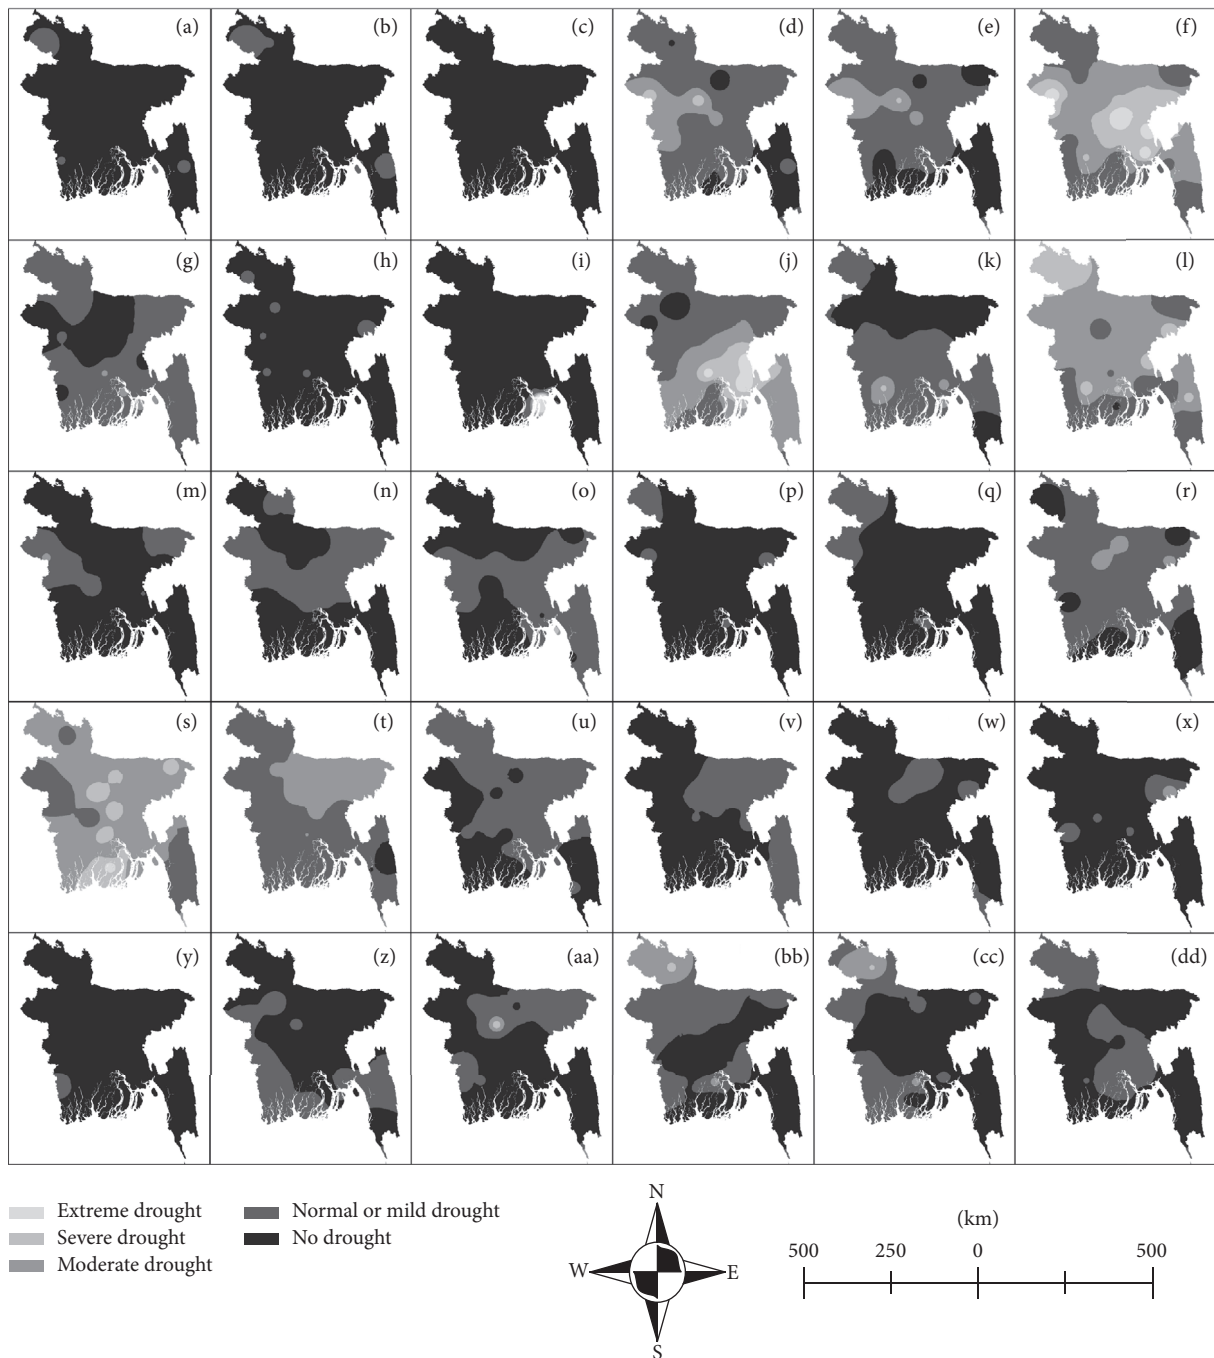 (a) (b) (c) (d) (e) (f)
(g) (h) (i) (j) (k) (l)
(m) (n) (o) (p) (q) (r)
(s) (t) (u) (v) (w) (x)
(y) (z) (aa) (bb) (cc) (dd)
Extreme drought
Severe drought
Moderate drought
Normal or mild drought
No drought
N
W E
S
(km)
500 250 0 500